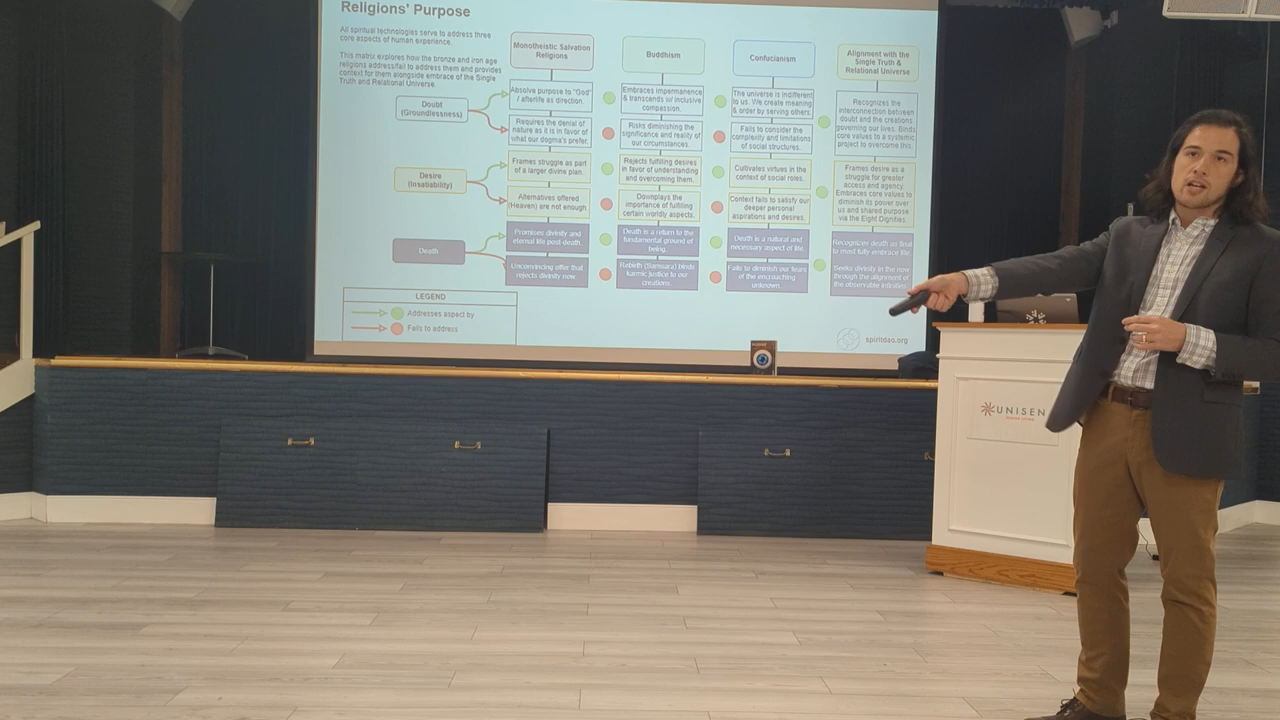 Religions' Purpose
All spiritual technologies serve to address three
core aspects of human experience.
This matrix explores how the bronze and iron age
religions address/fail to address them and provides
context for them alongside embrace of the Single
Truth and Relational Universe.
Monotheistic Salvation
Religions
Buddhism
Confucianism
Alignment with the
Single Truth &
Relational Universe
Doubt
(Groundlessness)
Absolve purpose to "God"
/ afterlife as direction.
Embraces impermanence
& transcends w/ inclusive
compassion.
The universe is indifferent
to us. We create meaning
& order by serving others.
Recognizes the
interconnection between
doubt and the creations
governing our lives. Binds
core values to a systemic
project to overcome this.
Requires the denial of
nature as it is in favor of
what our dogma's prefer.
Risks diminishing the
significance and reality of
our circumstances.
Fails to consider the
complexity and limitations
of social structures.
Desire
(Insatiability)
Frames struggle as part
of a larger divine plan.
Rejects fulfilling desires
in favor of understanding
and overcoming them.
Cultivates virtues in the
context of social roles.
Frames desire as a
struggle for greater
access and agency.
Embraces core values to
diminish its power over
us and shared purpose
via the Eight Dignities.
Alternatives offered
(Heaven) are not enough.
Downplays the
importance of fulfilling
certain worldly aspects.
Context fails to satisfy our
deeper personal
aspirations and desires.
Death
Promises divinity and
eternal life post-death.
Death is a return to the
fundamental ground of
being.
Death is a natural and
necessary aspect of life.
Recognizes death as final
to most fully embrace life.
Seeks divinity in the now
through the alignment of
the observable infinities.
Unconvincing offer that
rejects divinity now.
Rebirth (Samsara) binds
karmic justice to our
creations.
Fails to diminish our fears
of the encroaching
unknown.
LEGEND
Addresses aspect by
Fails to address
spiritdao.org
UNISEN